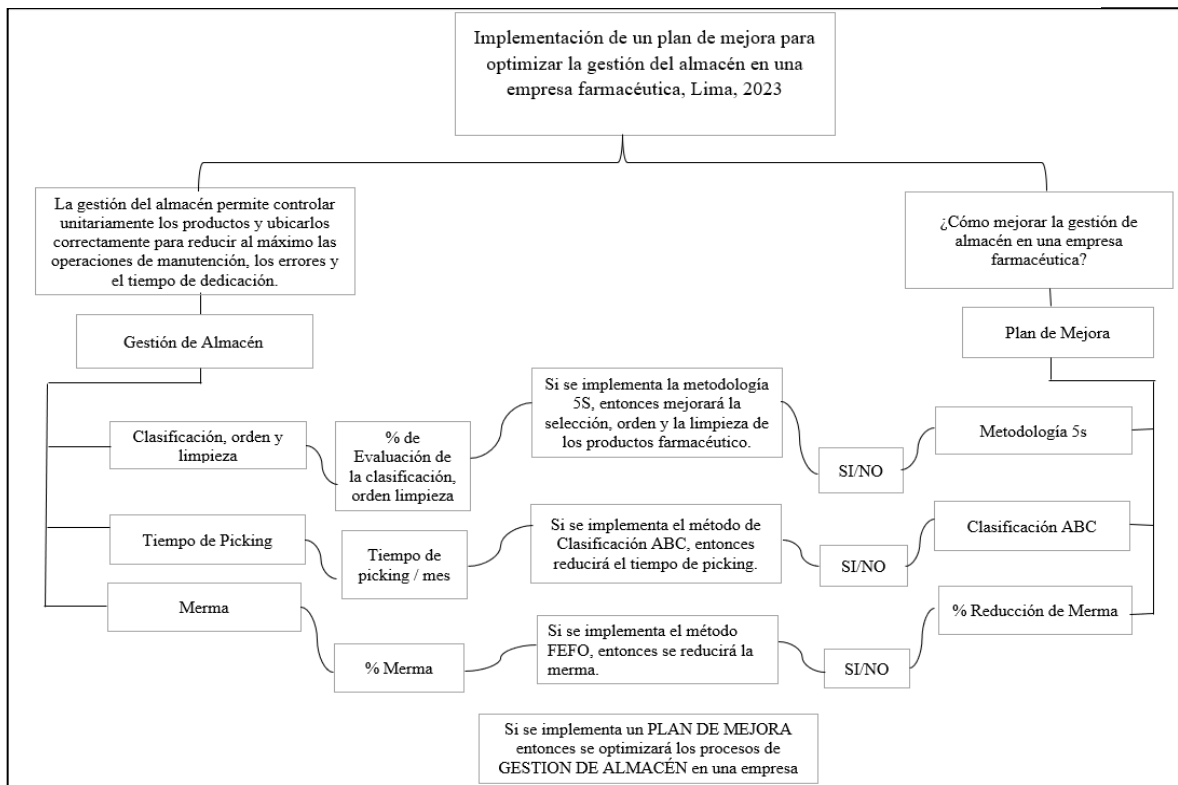 Implementación de un plan de mejora para
optimizar la gestión del almacén en una
empresa farmacéutica, Lima, 2023
La gestión del almacén permite controlar
unitariamente los productos y ubicarlos
correctamente para reducir al máximo las
operaciones de manutención, los errores y
el tiempo de dedicación.
¿Cómo mejorar la gestión de
almacén en una empresa
farmacéutica?
Gestión de Almacén
Plan de Mejora
Clasificación, orden y
limpieza
% de
Evaluación de
la clasificación,
orden limpieza
Si se implementa la metodología
5S, entonces mejorará la
selección, orden y la limpieza de
los productos farmacéutico.
SI/NO
Metodología 5s
Tiempo de Picking
Tiempo de
picking / mes
Si se implementa el método de
Clasificación ABC, entonces
reducirá el tiempo de picking.
SI/NO
Clasificación ABC
Merma
% Merma
Si se implementa el método
FEFO, entonces se reducirá la
merma.
SI/NO
% Reducción de Merma
Si se implementa un PLAN DE MEJORA
entonces se optimizará los procesos de
GESTION DE ALMACÉN en una empresa